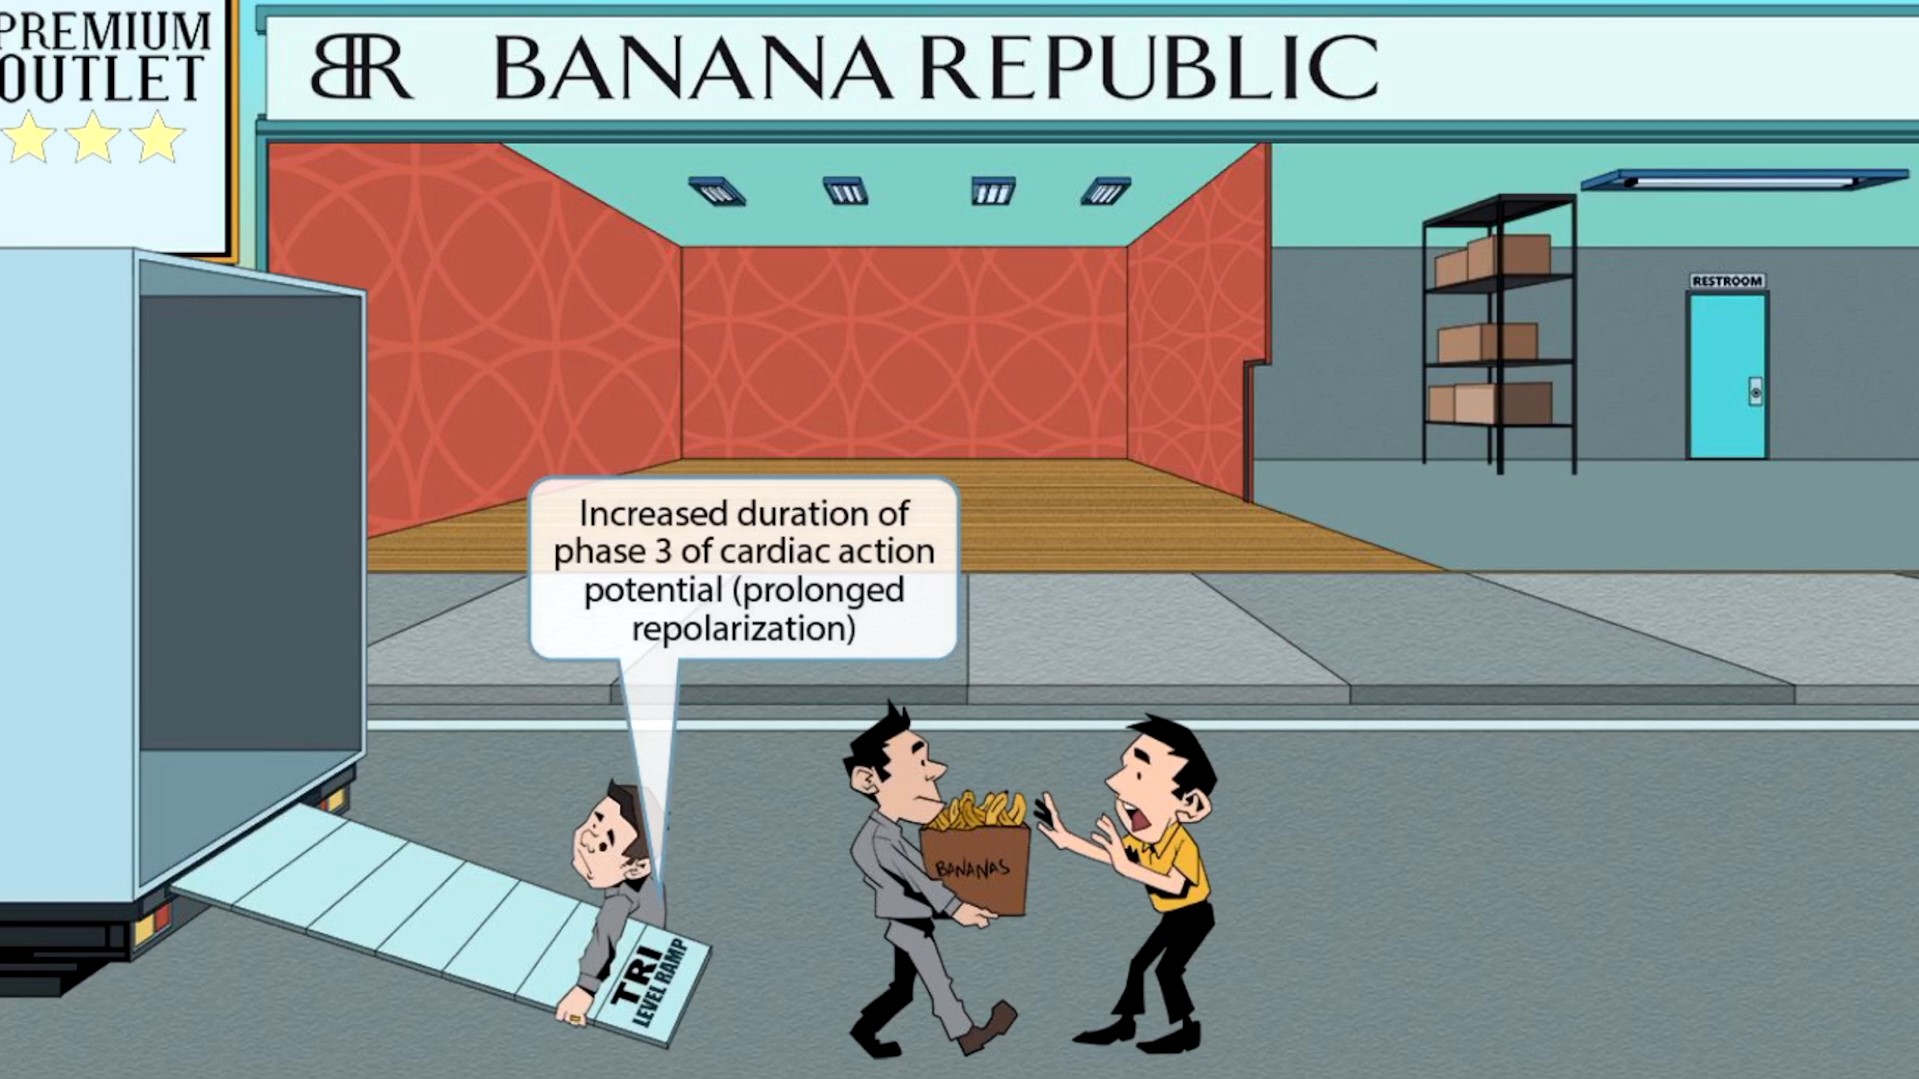 PREMIUM
OUTLET
BR BANANA REPUBLIC
RESTROOM
Increased duration of
phase 3 of cardiac action
potential (prolonged
repolarization)
BANANAS
TRI
LEVEL RAMP